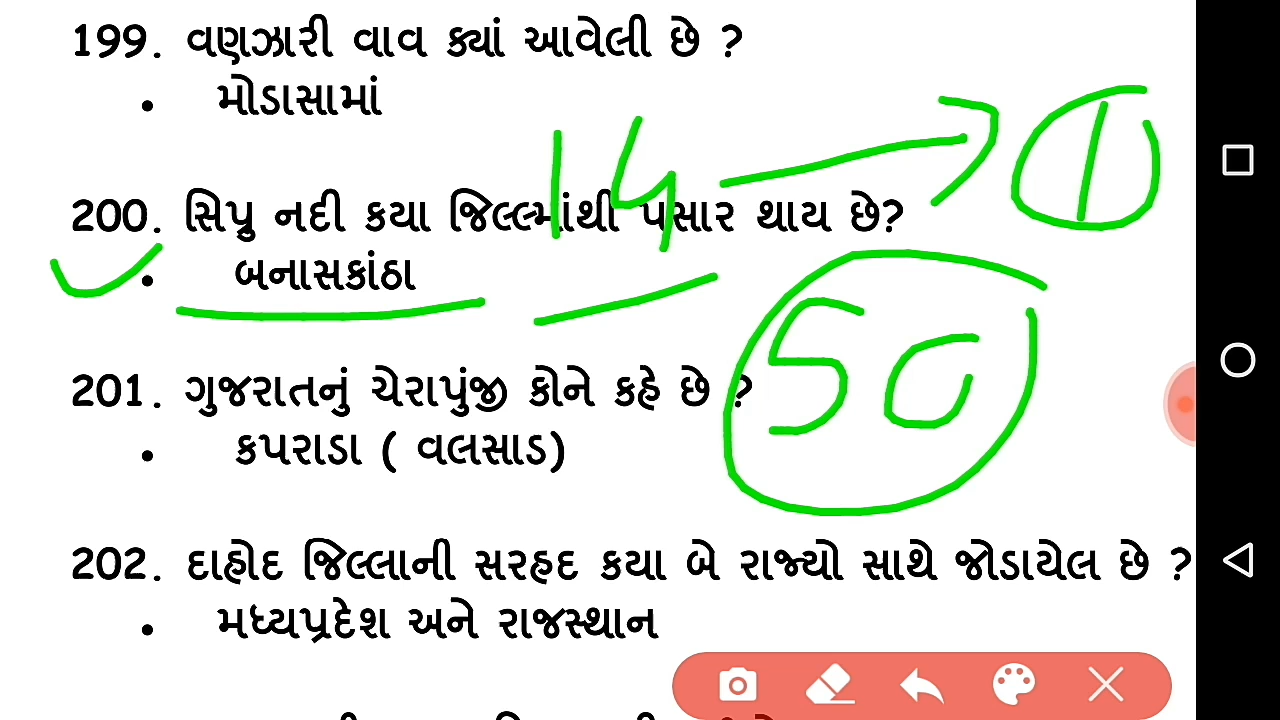 199. વણઝારી વાવ ક્યાં આવેલી છે ?
• મોડાસામાં
14 → 1
200. સિપુ નદી કયા જિલ્લામાંથી પસાર થાય છે?
• બનાસકાંઠા
50
201. ગુજરાતનું ચેરાપુંજી કોને કહે છે ?
• કપરાડા ( વલસાડ)
202. દાહોદ જિલ્લાની સરહદ કયા બે રાજ્યો સાથે જોડાયેલ છે ?
• મધ્યપ્રદેશ અને રાજસ્થાન